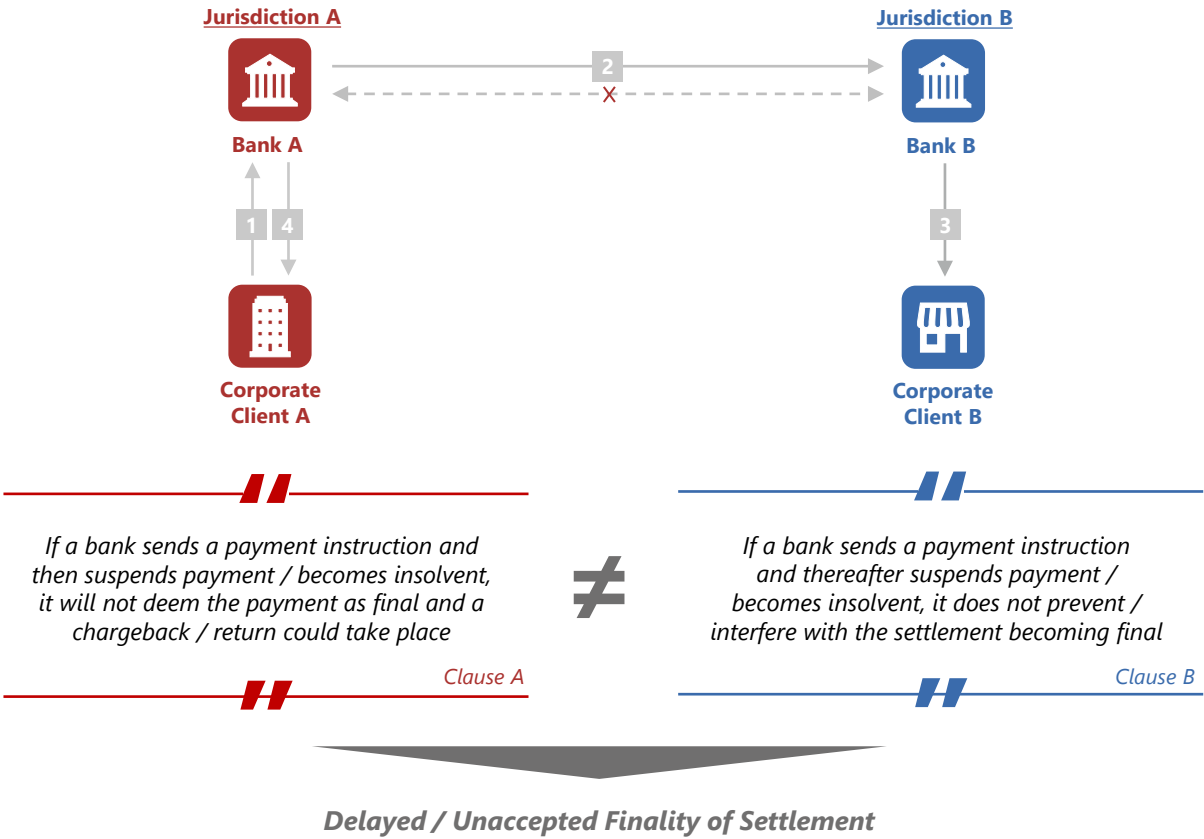 Jurisdiction A
Jurisdiction B
2
X
Bank A
Bank B
1
4
3
Corporate
Client A
Corporate
Client B
If a bank sends a payment instruction and
then suspends payment / becomes insolvent,
it will not deem the payment as final and a
chargeback / return could take place
Clause A
≠
If a bank sends a payment instruction
and thereafter suspends payment /
becomes insolvent, it does not prevent /
interfere with the settlement becoming final
Clause B
Delayed / Unaccepted Finality of Settlement